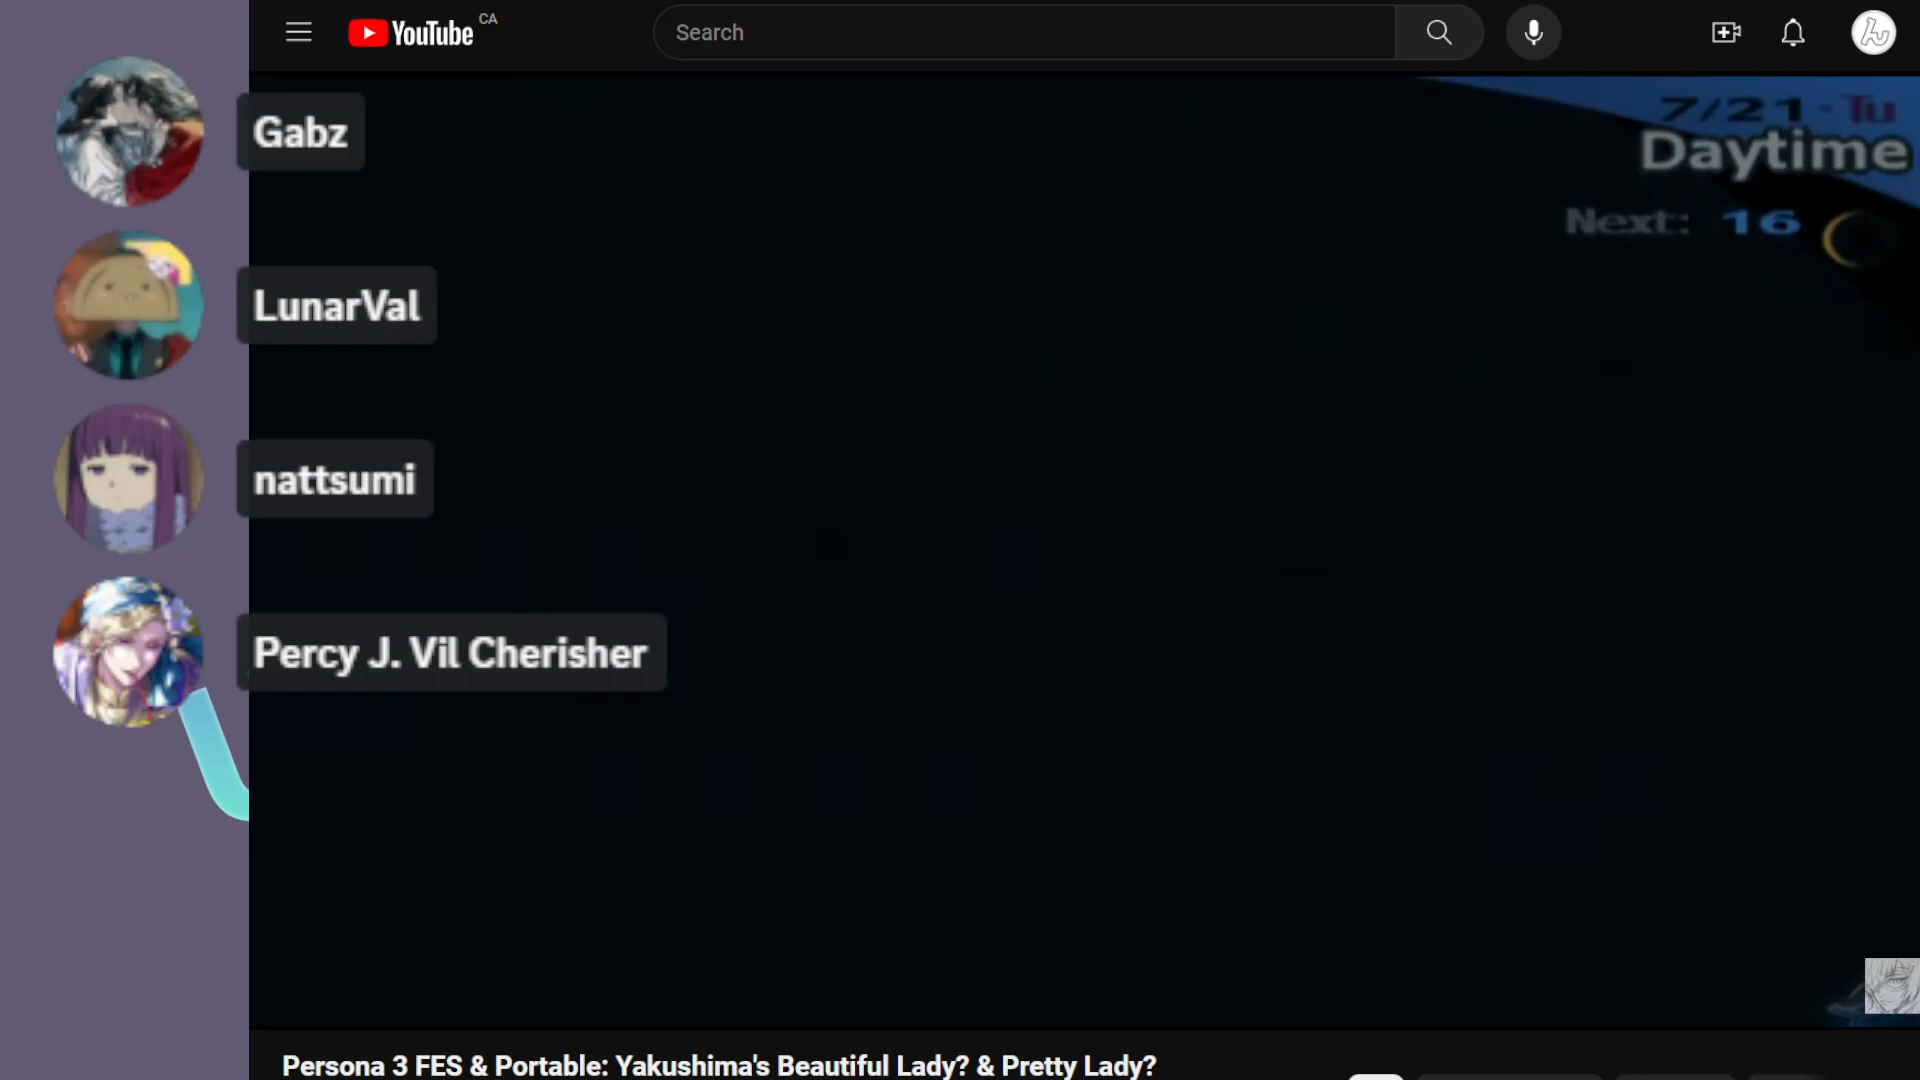 YouTube CA
Search
7/21 · Tu
Daytime
Next: 16
Gabz
LunarVal
nattsumi
Percy J. Vil Cherisher
Persona 3 FES & Portable: Yakushima's Beautiful Lady? & Pretty Lady?